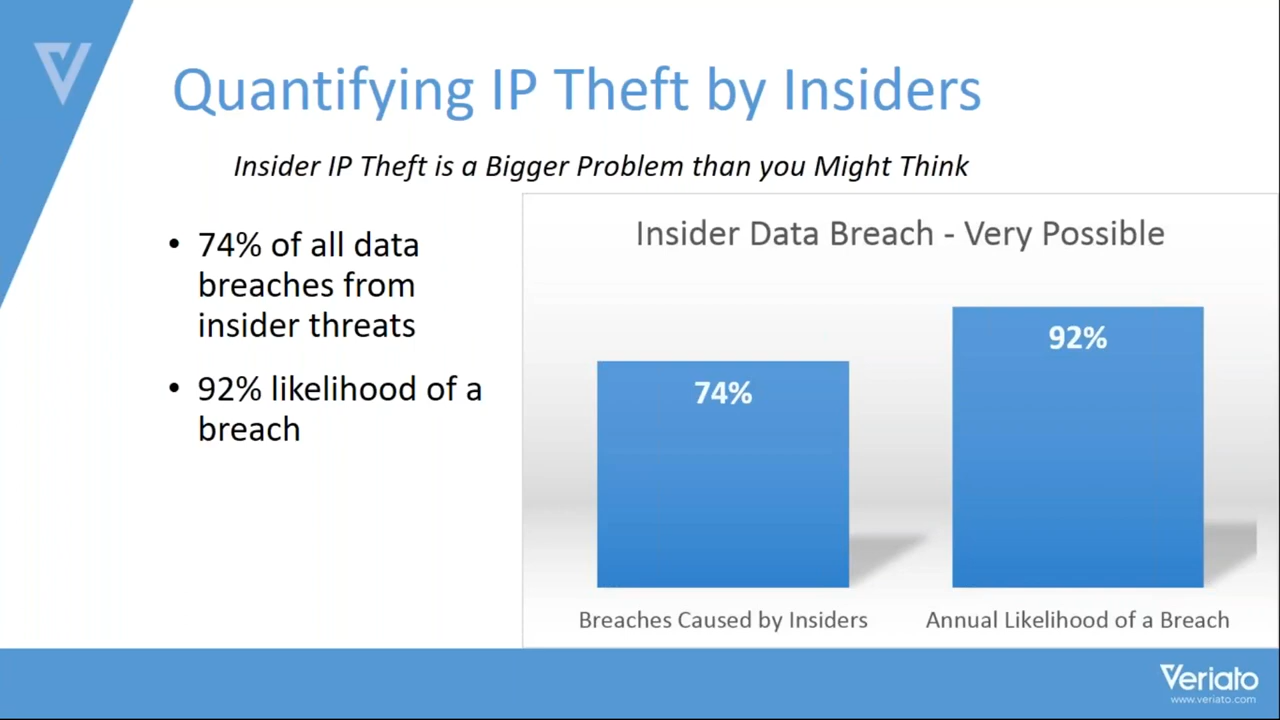 Quantifying IP Theft by Insiders
Insider IP Theft is a Bigger Problem than you Might Think
• 74% of all data
breaches from
insider threats
• 92% likelihood of a
breach
Insider Data Breach - Very Possible
74%
92%
Breaches Caused by Insiders
Annual Likelihood of a Breach
Veriato
www.veriato.com